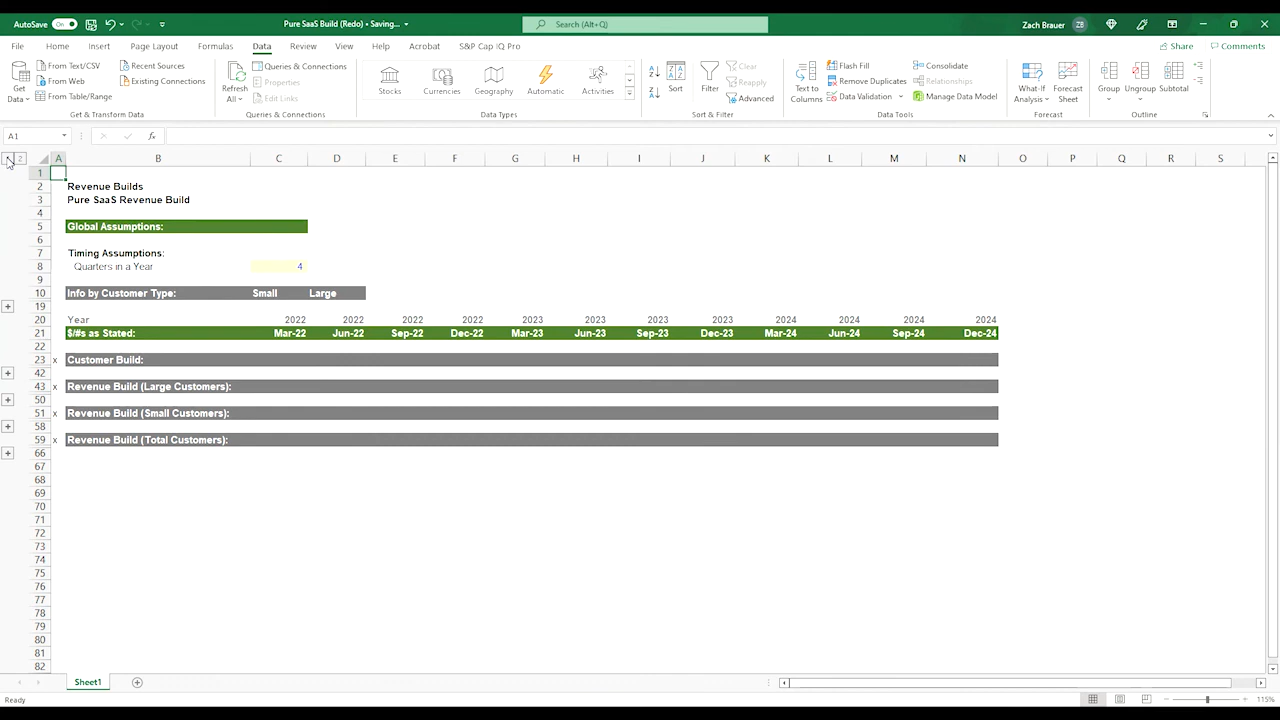 AutoSave On Pure SaaS Build (Redo) • Saving... Search (Alt+Q) Zach Brauer ZB
File Home Insert Page Layout Formulas Data Review View Help Acrobat S&P Cap IQ Pro Share Comments
Get Data From Text/CSV From Web From Table/Range Recent Sources Existing Connections
Refresh All Queries & Connections Properties Edit Links
Stocks Currencies Geography Automatic Activities
Sort Filter Clear Reapply Advanced
Text to Columns Flash Fill Remove Duplicates Data Validation Consolidate Relationships Manage Data Model
What-If Analysis Forecast Sheet Group Ungroup Subtotal
Get & Transform Data Queries & Connections Data Types Sort & Filter Data Tools Forecast Outline
A1 fx
2 A B C D E F G H I J K L M N O P Q R S
1
2 Revenue Builds
3 Pure SaaS Revenue Build
4
5 Global Assumptions:
6
7 Timing Assumptions:
8 Quarters in a Year 4
9
10 Info by Customer Type: Small Large
19
20 Year 2022 2022 2022 2022 2023 2023 2023 2023 2024 2024 2024 2024
21 $/#s as Stated: Mar-22 Jun-22 Sep-22 Dec-22 Mar-23 Jun-23 Sep-23 Dec-23 Mar-24 Jun-24 Sep-24 Dec-24
22
23 x Customer Build:
42
43 x Revenue Build (Large Customers):
50
51 x Revenue Build (Small Customers):
58
59 x Revenue Build (Total Customers):
66
67
68
69
70
71
72
73
74
75
76
77
78
79
80
81
82
Sheet1
Ready 115%